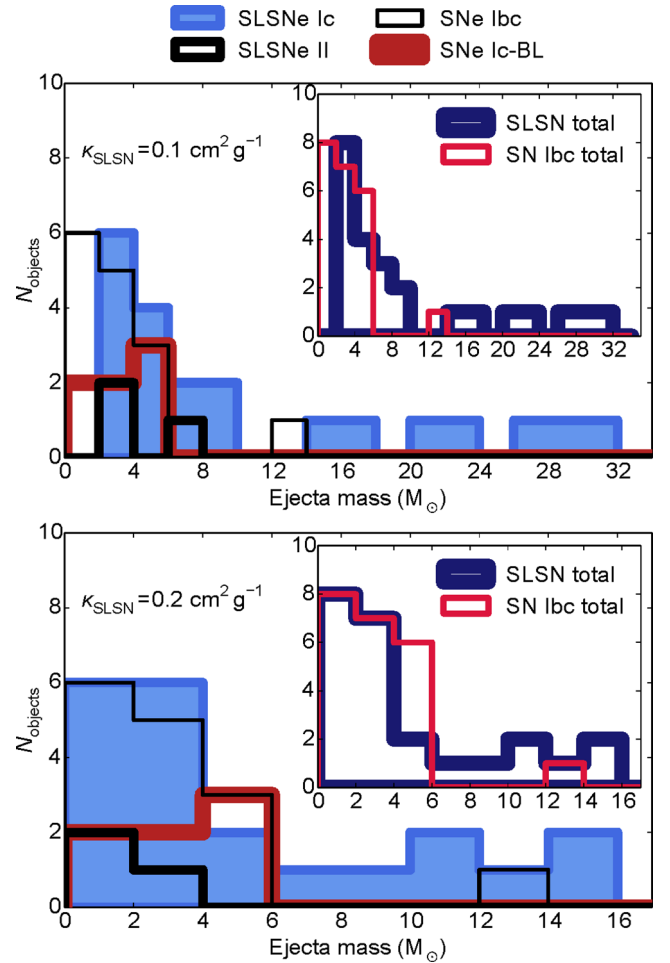 SLSNe Ic SNe Ibc
SLSNe II SNe Ic-BL
10
8
6
4
2
0
N_objects
κ_SLSN = 0.1 cm² g⁻¹
10
8
6
4
2
0
SLSN total
SN Ibc total
0 4 8 12 16 20 24 28 32
0 4 8 12 16 20 24 28 32
Ejecta mass (M⊙)
10
8
6
4
2
0
N_objects
κ_SLSN = 0.2 cm² g⁻¹
10
8
6
4
2
0
SLSN total
SN Ibc total
0 2 4 6 8 10 12 14 16
0 2 4 6 8 10 12 14 16
Ejecta mass (M⊙)